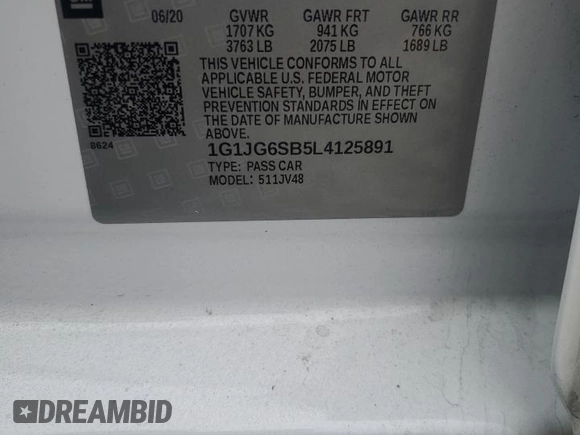 GM
06/20 GVWR GAWR FRT GAWR RR
1707 KG 941 KG 766 KG
3763 LB 2075 LB 1689 LB
THIS VEHICLE CONFORMS TO ALL
APPLICABLE U.S. FEDERAL MOTOR
VEHICLE SAFETY, BUMPER, AND THEFT
PREVENTION STANDARDS IN EFFECT ON
THE DATE OF MANUFACTURE SHOWN
ABOVE.
8624
1G1JG6SB5L4125891
TYPE: PASS CAR
MODEL: 511JV48
DREAMBID